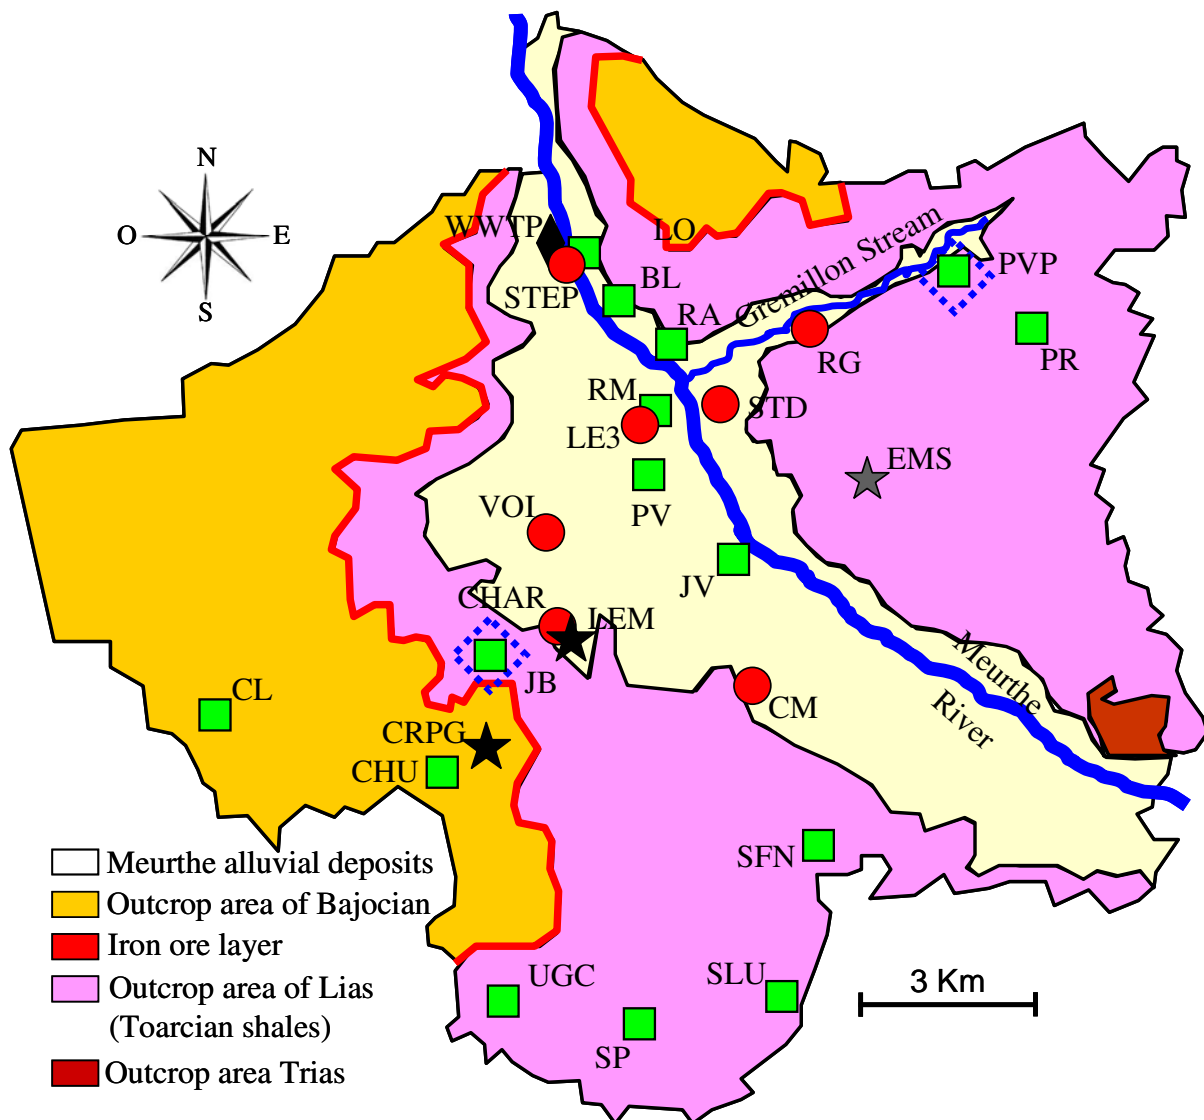 N
O
E
S
WWTP
LO
STEP
BL
RA
Gremillon Stream
PVP
RG
PR
RM
STD
LE3
EMS
PV
VOI
JV
CHAR
LEM
JB
Meurthe
River
CL
CM
CRPG
CHU
SFN
UGC
SLU
SP
3 Km
Meurthe alluvial deposits
Outcrop area of Bajocian
Iron ore layer
Outcrop area of Lias
(Toarcian shales)
Outcrop area Trias